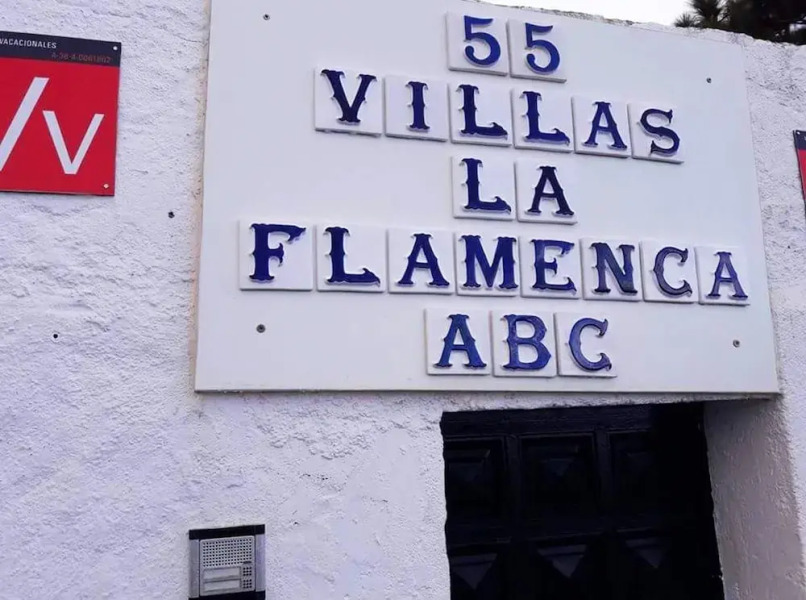 VACACIONALES
V
55
VILLAS
LA
FLAMENCA
ABC